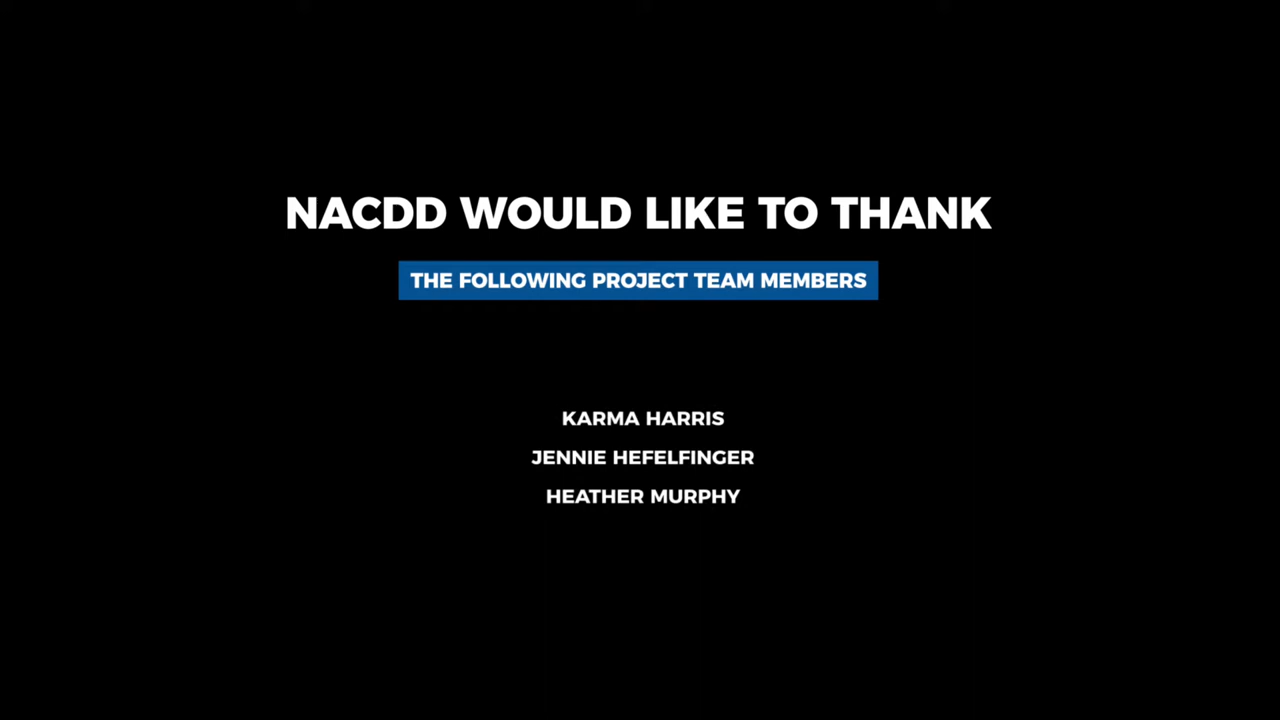 NACDD WOULD LIKE TO THANK
THE FOLLOWING PROJECT TEAM MEMBERS
KARMA HARRIS
JENNIE HEFELFINGER
HEATHER MURPHY